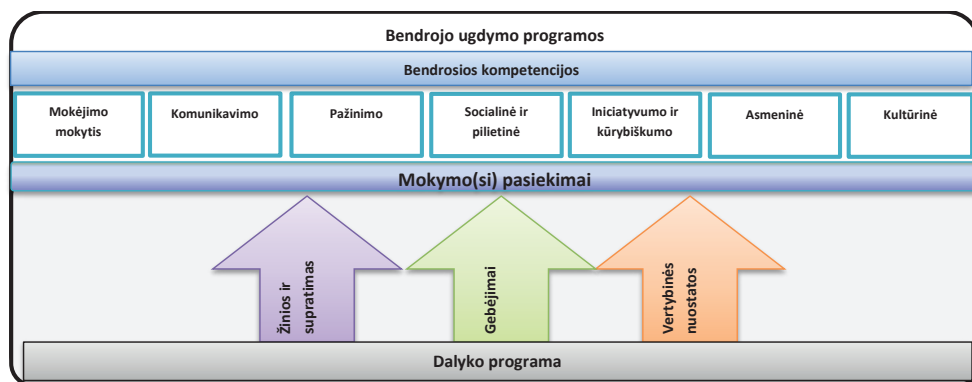 Bendrojo ugdymo programos
Bendrosios kompetencijos
Mokėjimo
mokytis
Komunikavimo
Pažinimo
Socialinė ir
pilietinė
Iniciatyvumo ir
kūrybiškumo
Asmeninė
Kultūrinė
Mokymo(si) pasiekimai
Žinios ir
supratimas
Gebėjimai
Vertybinės
nuostatos
Dalyko programa